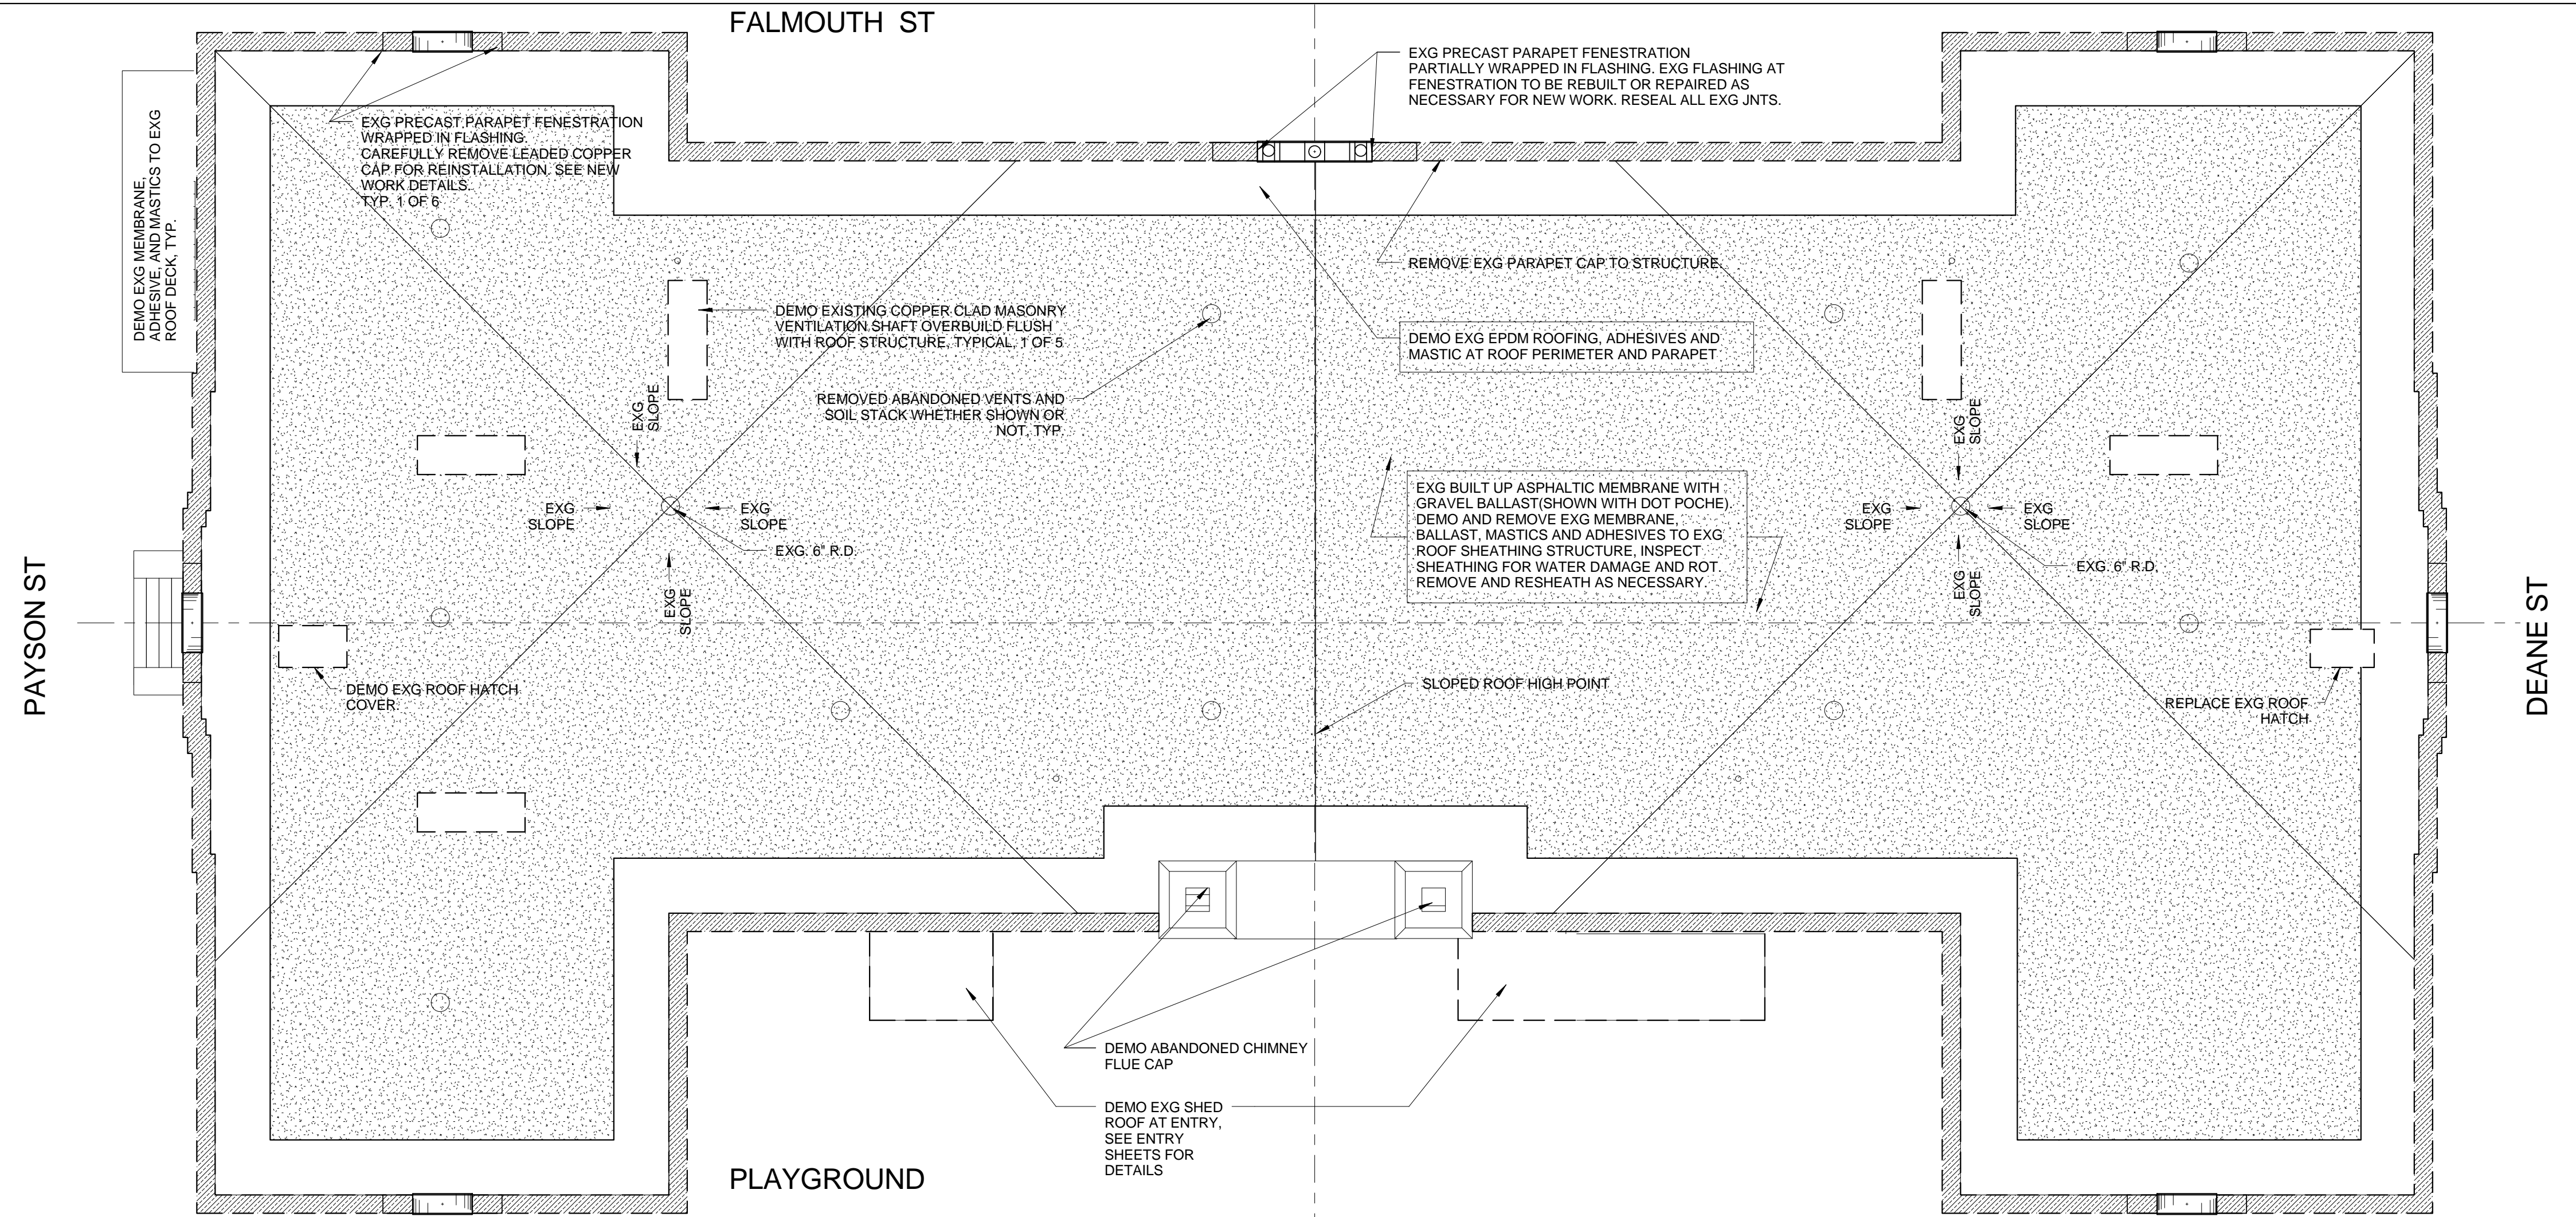 FALMOUTH ST
EXG PRECAST PARAPET FENESTRATION
PARTIALLY WRAPPED IN FLASHING. EXG FLASHING AT
FENESTRATION TO BE REBUILT OR REPAIRED AS
NECESSARY FOR NEW WORK. RESEAL ALL EXG JNTS.
DEMO EXG MEMBRANE,
ADHESIVE, AND MASTICS TO EXG
ROOF DECK, TYP.
EXG PRECAST PARAPET FENESTRATION
WRAPPED IN FLASHING.
CAREFULLY REMOVE LEADED COPPER
CAP FOR REINSTALLATION. SEE NEW
WORK DETAILS.
TYP. 1 OF 6
REMOVE EXG PARAPET CAP TO STRUCTURE.
DEMO EXISTING COPPER CLAD MASONRY
VENTILATION SHAFT OVERBUILD FLUSH
WITH ROOF STRUCTURE, TYPICAL, 1 OF 5
DEMO EXG EPDM ROOFING, ADHESIVES AND
MASTIC AT ROOF PERIMETER AND PARAPET
REMOVED ABANDONED VENTS AND
SOIL STACK WHETHER SHOWN OR
NOT, TYP.
EXG
SLOPE
EXG
SLOPE
EXG
SLOPE
EXG
SLOPE
EXG. 6" R.D.
EXG BUILT UP ASPHALTIC MEMBRANE WITH
GRAVEL BALLAST(SHOWN WITH DOT POCHE).
DEMO AND REMOVE EXG MEMBRANE,
BALLAST, MASTICS AND ADHESIVES TO EXG
ROOF SHEATHING STRUCTURE, INSPECT
SHEATHING FOR WATER DAMAGE AND ROT.
REMOVE AND RESHEATH AS NECESSARY.
EXG
SLOPE
EXG
SLOPE
EXG
SLOPE
EXG
SLOPE
EXG. 6" R.D.
PAYSON ST
DEANE ST
DEMO EXG ROOF HATCH
COVER
SLOPED ROOF HIGH POINT
REPLACE EXG ROOF
HATCH
DEMO ABANDONED CHIMNEY
FLUE CAP
DEMO EXG SHED
ROOF AT ENTRY,
SEE ENTRY
SHEETS FOR
DETAILS
PLAYGROUND